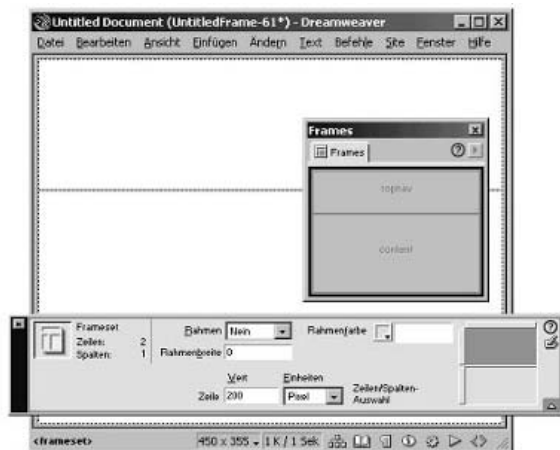 Untitled Document (UntitledFrame-61*) - Dreamweaver
Datei Bearbeiten Ansicht Einfügen Ändern Text Befehle Site Fenster Hilfe
Frames
Frames
topnav
content
Frameset
Zeiles: 2
Spalten: 1
Rahmen Nein Rahmenfarbe
Rahmenbreite 0
Wert Einheiten
Zeile 200 Pixel
Zeilen/Spalten-
Auswahl
<frameset> 450 x 355 1 K / 1 Sek